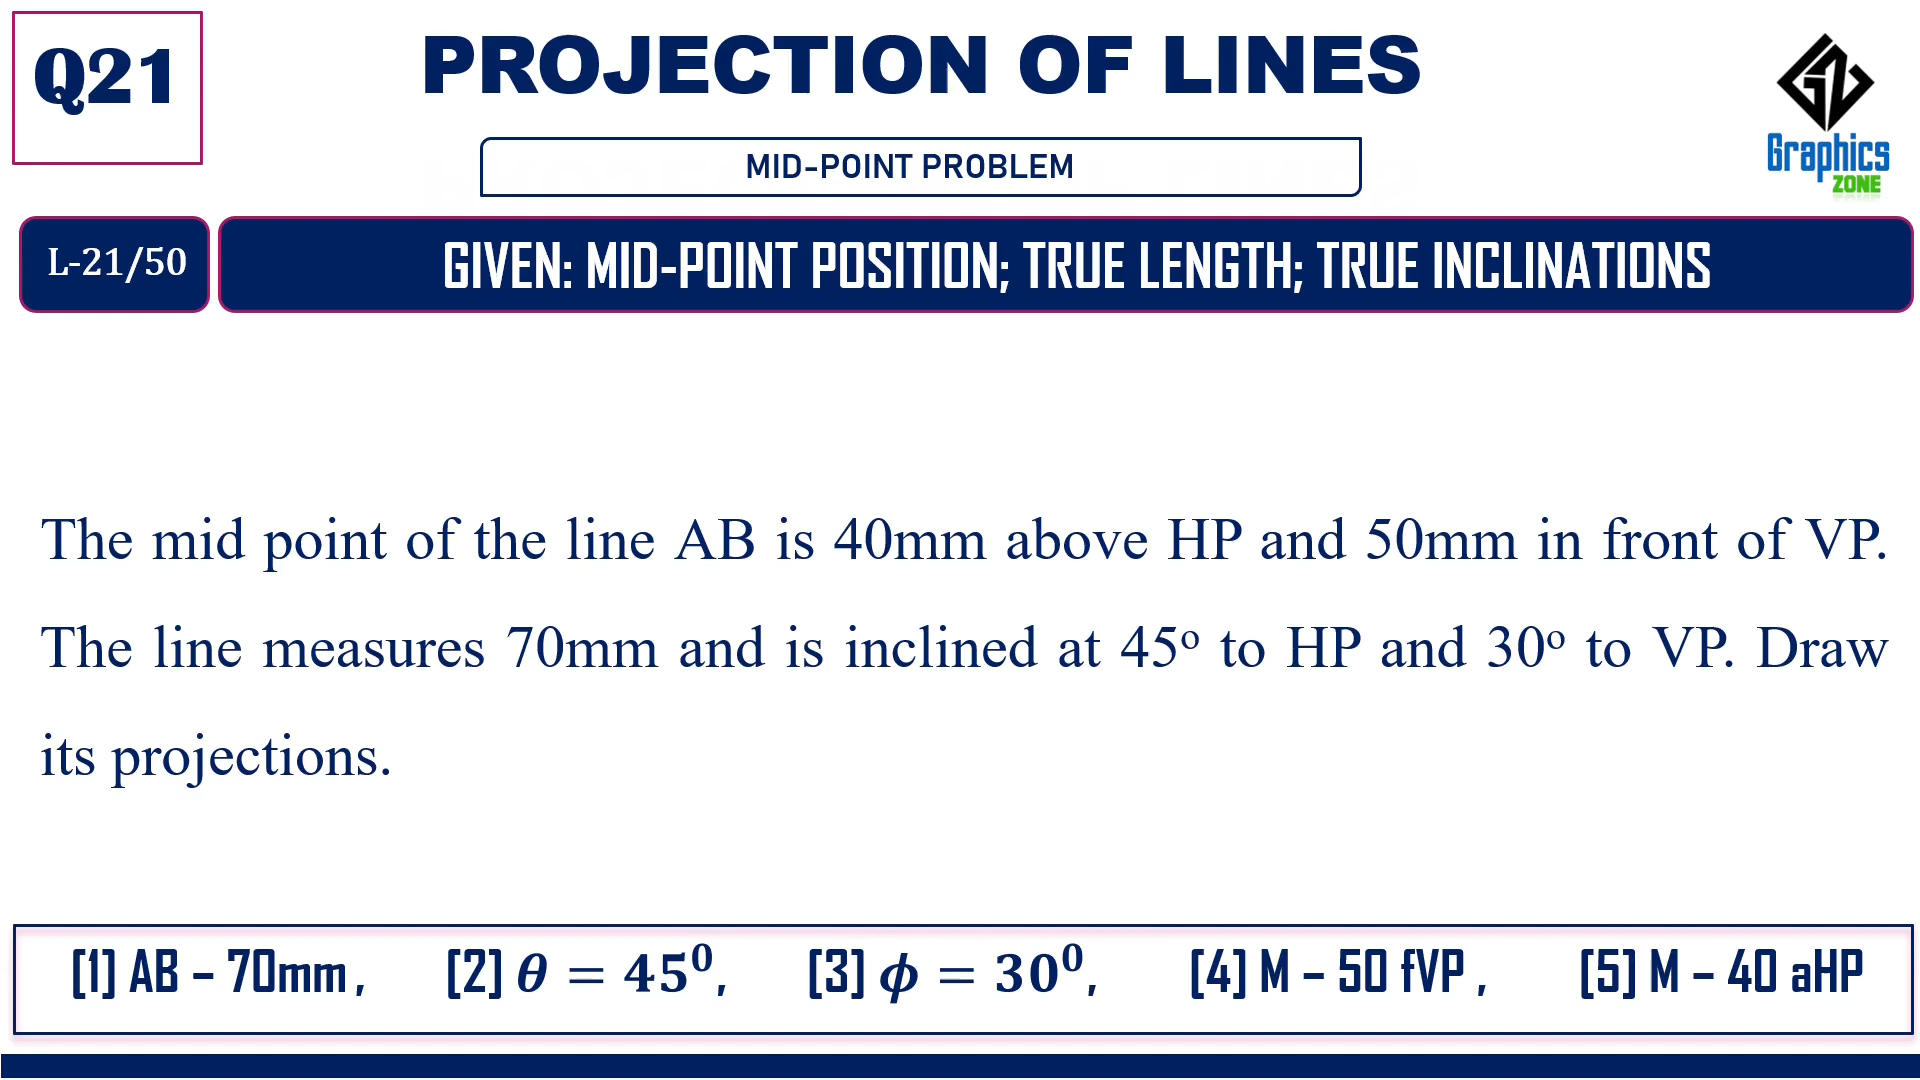 Q21
PROJECTION OF LINES
MID-POINT PROBLEM
Graphics
ZONE
L-21/50
GIVEN: MID-POINT POSITION; TRUE LENGTH; TRUE INCLINATIONS
The mid point of the line AB is 40mm above HP and 50mm in front of VP.
The line measures 70mm and is inclined at 45º to HP and 30º to VP. Draw
its projections.
[1] AB – 70mm , [2] θ = 45⁰, [3] ϕ = 30⁰, [4] M – 50 fVP , [5] M – 40 aHP